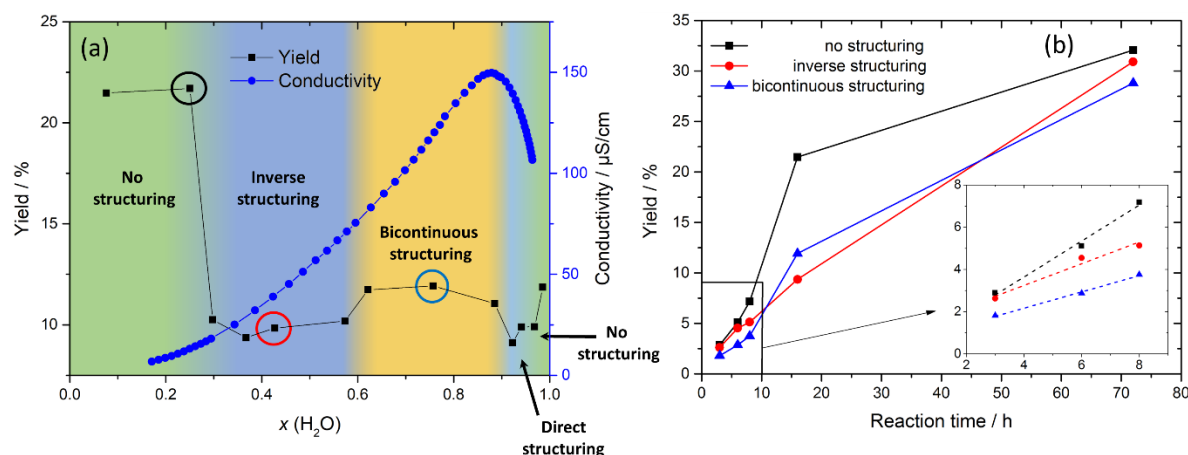 (a)
Yield
Conductivity
No
structuring
Inverse
structuring
Bicontinuous
structuring
No
structuring
Direct
structuring
Yield / %
25
20
15
10
Conductivity / µS/cm
150
100
50
0
0.0 0.2 0.4 0.6 0.8 1.0
x (H₂O)
(b)
no structuring
inverse structuring
bicontinuous structuring
Yield / %
35
30
25
20
15
10
5
0
0 10 20 30 40 50 60 70 80
Reaction time / h
8
6
4
2
0
2 4 6 8